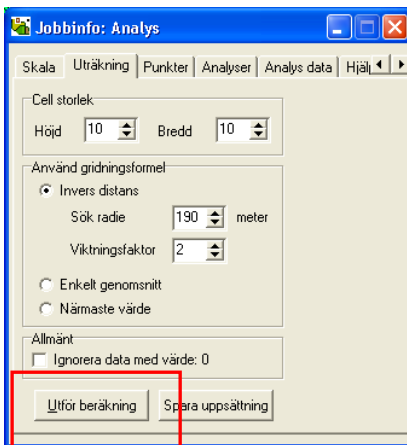 Jobbinfo: Analys
Skala Uträkning Punkter Analyser Analys data
Cell storlek
Höjd 10 Bredd 10
Använd gridningsformel
Invers distans
Sök radie 190 meter
Viktningsfaktor 2
Enkelt genomsnitt
Närmaste värde
Allmänt
Ignorera data med värde: 0
Utför beräkning Spara uppsättning